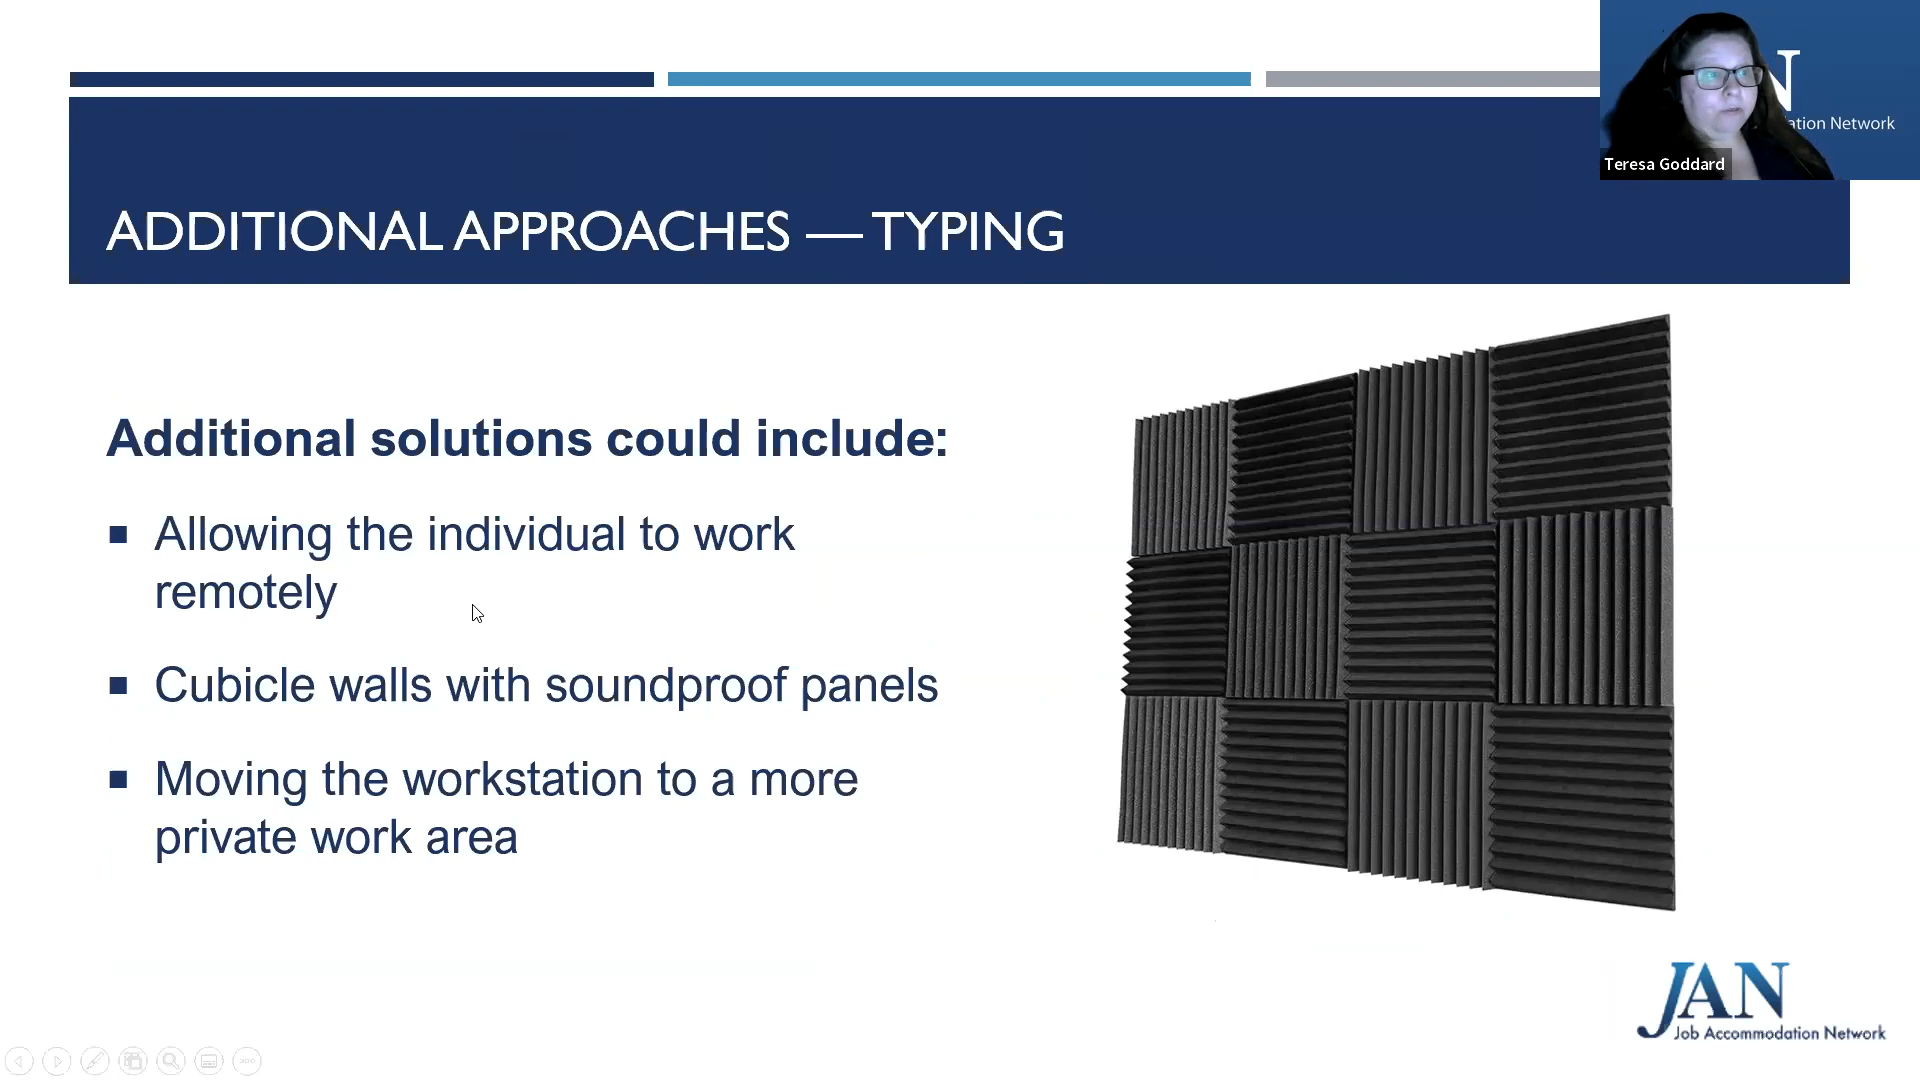 N
ation Network
Teresa Goddard
ADDITIONAL APPROACHES — TYPING
Additional solutions could include:
Allowing the individual to work
remotely
Cubicle walls with soundproof panels
Moving the workstation to a more
private work area
JAN
Job Accommodation Network